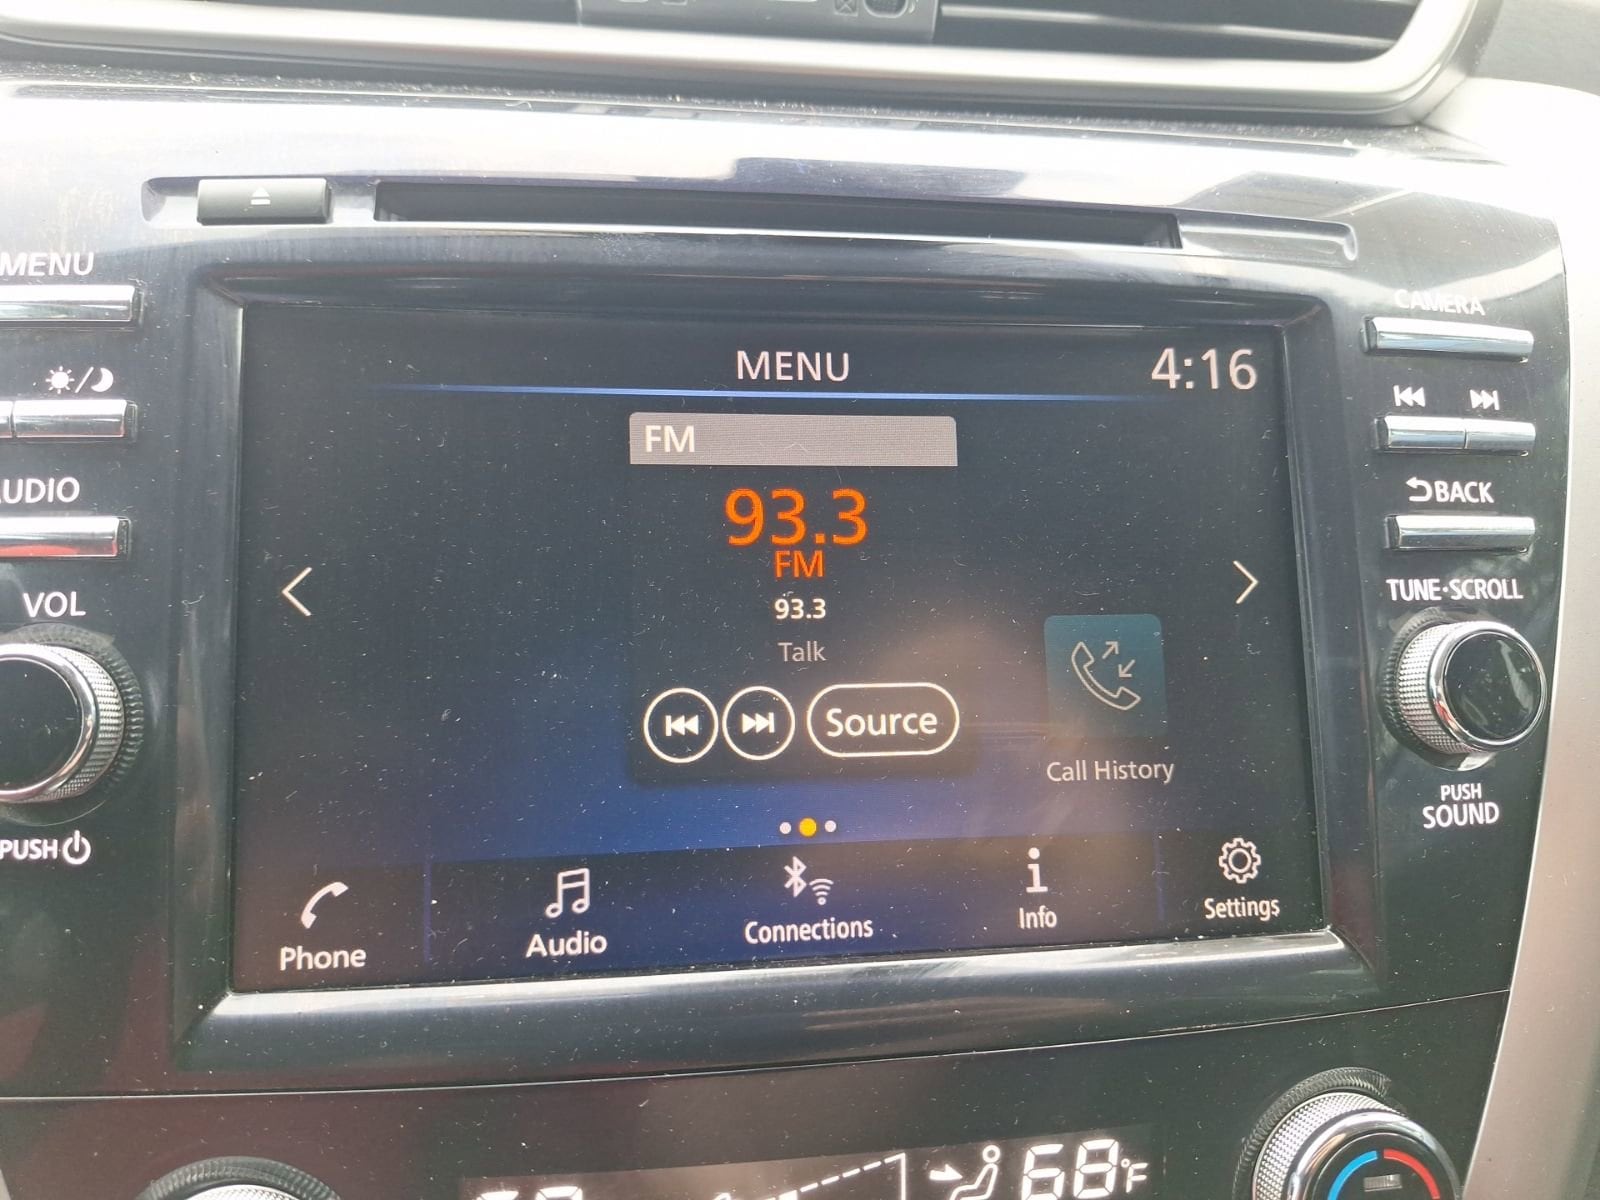 MENU
AUDIO
VOL
PUSH
MENU
4:16
FM
93.3
FM
93.3
Talk
Source
Call History
Phone
Audio
Connections
Info
Settings
CAMERA
BACK
TUNE·SCROLL
PUSH
SOUND
68°F